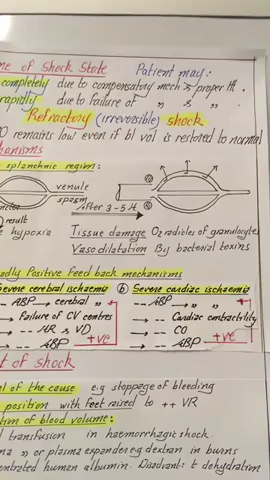 me of Shock State Patient may:
completely due to compensatory mech & proper ttt.
rapidly due to failure of ,, & ,,
Refractory (irreversible) shock
O remains low even if bl vol is restored to normal
hanisms
splanchnic region:
venule
spasm
After 3-5 H
result
e hypoxia Tissue damage O2 radicles of granulocytes
Vasodilatation By bacterial toxins
adly Positive Feed back mechanisms
Severe cerebral ischaemia ⓑ Severe cardiac ischaemia
-- ABP → cerebral ,, -- ABP → ,, ,,
→ Failure of CV centres → -- Cardiac contractility
→ -- HR & VD → -- CO
→ -- ABP +ve → -- ABP +ve
t of shock
al of the cause e.g stoppage of bleeding
position with feet raised to ++ VR
tion of blood volume:
d transfusion in haemorrhagic shock.
ma ,, or plasma expanders eg dextran in burns
entrated human albumin. Disadvant: t dehydration